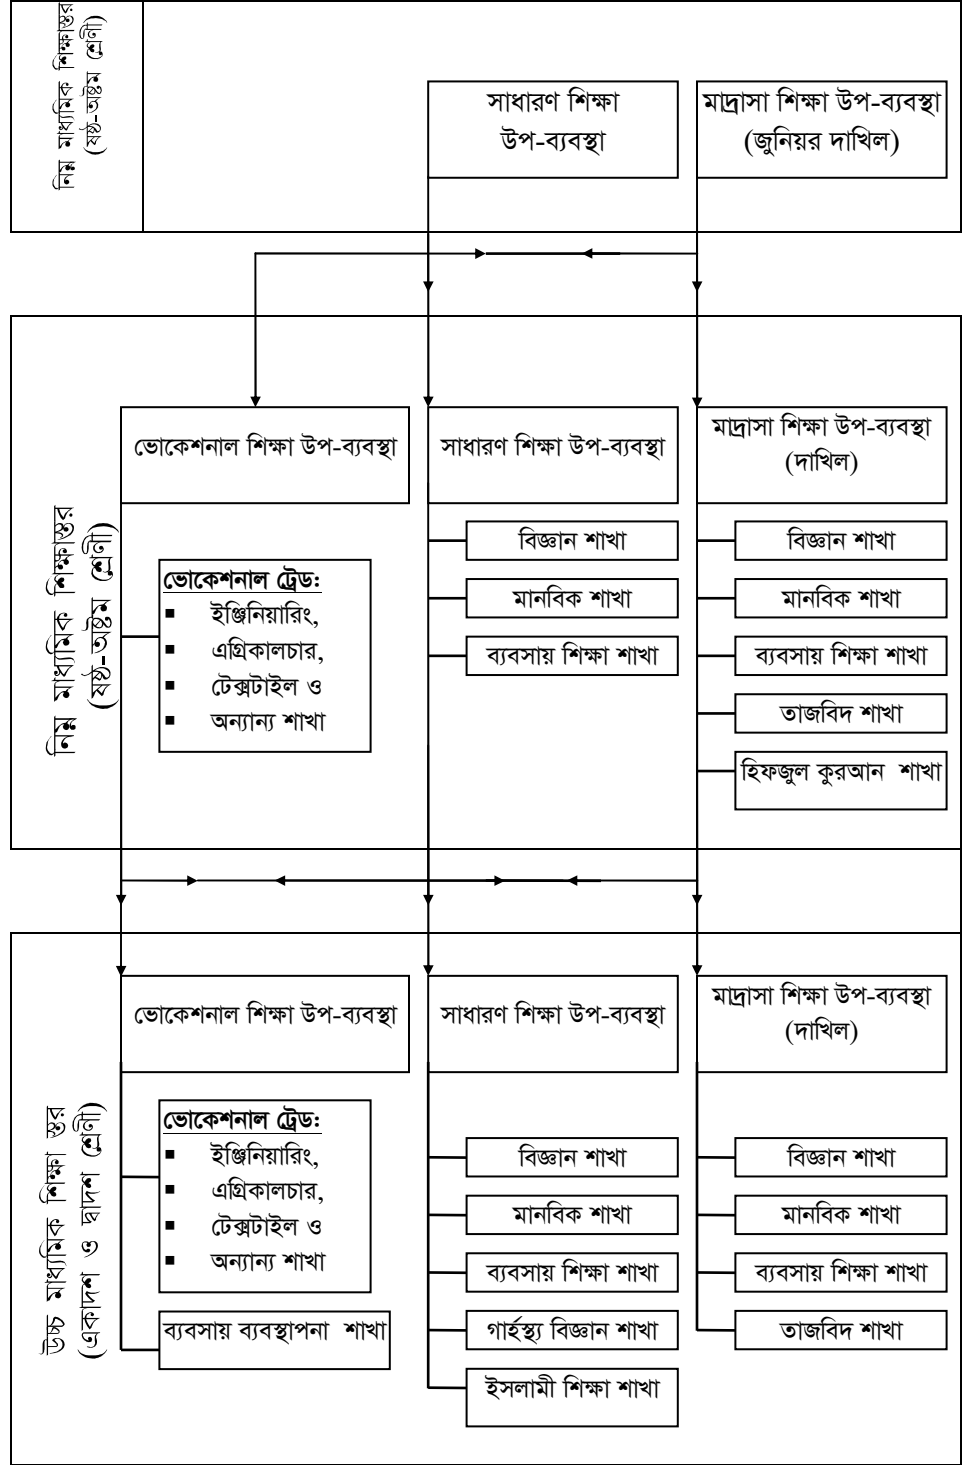 নিম্ন মাধ্যমিক শিক্ষাস্তর
(ষষ্ঠ-অষ্টম শ্রেণী)
সাধারণ শিক্ষা
উপ-ব্যবস্থা
মাদ্রাসা শিক্ষা উপ-ব্যবস্থা
(জুনিয়র দাখিল)
নিম্ন মাধ্যমিক শিক্ষাস্তর
(ষষ্ঠ-অষ্টম শ্রেণী)
ভোকেশনাল শিক্ষা উপ-ব্যবস্থা
ভোকেশনাল ট্রেড:
▪ ইঞ্জিনিয়ারিং,
▪ এগ্রিকালচার,
▪ টেক্সটাইল ও
▪ অন্যান্য শাখা
সাধারণ শিক্ষা উপ-ব্যবস্থা
বিজ্ঞান শাখা
মানবিক শাখা
ব্যবসায় শিক্ষা শাখা
মাদ্রাসা শিক্ষা উপ-ব্যবস্থা
(দাখিল)
বিজ্ঞান শাখা
মানবিক শাখা
ব্যবসায় শিক্ষা শাখা
তাজবিদ শাখা
হিফজুল কুরআন শাখা
উচ্চ মাধ্যমিক শিক্ষা স্তর
(একাদশ ও দ্বাদশ শ্রেণী)
ভোকেশনাল শিক্ষা উপ-ব্যবস্থা
ভোকেশনাল ট্রেড:
▪ ইঞ্জিনিয়ারিং,
▪ এগ্রিকালচার,
▪ টেক্সটাইল ও
▪ অন্যান্য শাখা
ব্যবসায় ব্যবস্থাপনা শাখা
সাধারণ শিক্ষা উপ-ব্যবস্থা
বিজ্ঞান শাখা
মানবিক শাখা
ব্যবসায় শিক্ষা শাখা
গার্হস্থ্য বিজ্ঞান শাখা
ইসলামী শিক্ষা শাখা
মাদ্রাসা শিক্ষা উপ-ব্যবস্থা
(দাখিল)
বিজ্ঞান শাখা
মানবিক শাখা
ব্যবসায় শিক্ষা শাখা
তাজবিদ শাখা